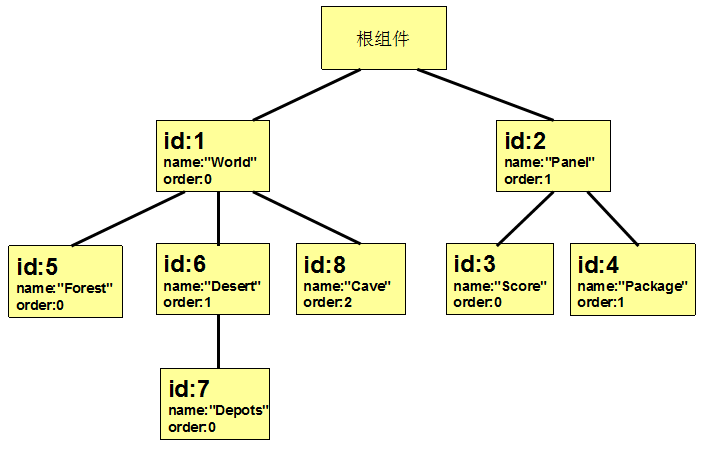 根组件
id:1
name:"World"
order:0
id:2
name:"Panel"
order:1
id:5
name:"Forest"
order:0
id:6
name:"Desert"
order:1
id:8
name:"Cave"
order:2
id:3
name:"Score"
order:0
id:4
name:"Package"
order:1
id:7
name:"Depots"
order:0